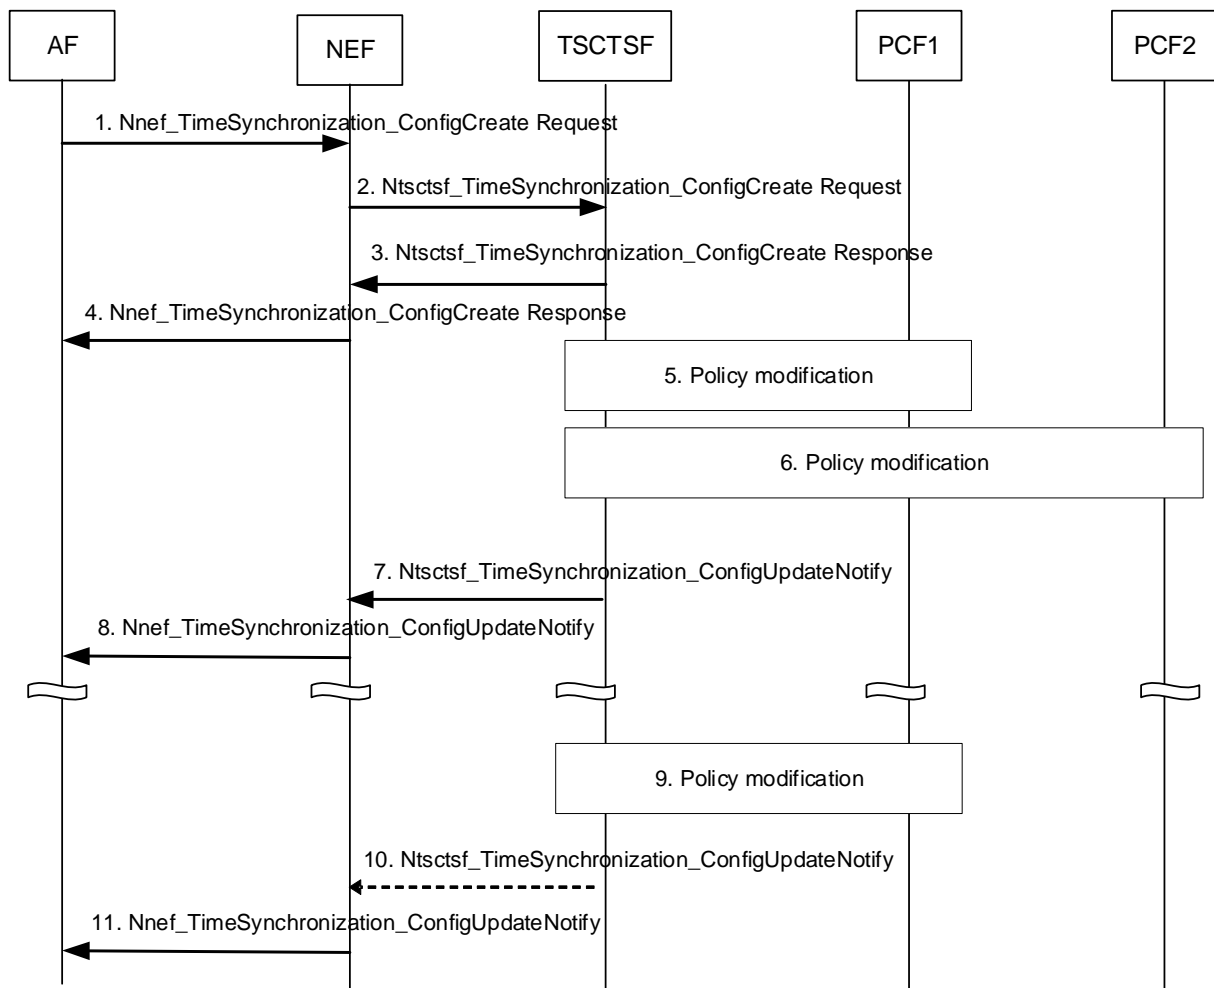 AF
NEF
TSCTSF
PCF1
PCF2
1. Nnef_TimeSynchronization_ConfigCreate Request
2. Ntsctsf_TimeSynchronization_ConfigCreate Request
3. Ntsctsf_TimeSynchronization_ConfigCreate Response
4. Nnef_TimeSynchronization_ConfigCreate Response
5. Policy modification
6. Policy modification
7. Ntsctsf_TimeSynchronization_ConfigUpdateNotify
8. Nnef_TimeSynchronization_ConfigUpdateNotify
9. Policy modification
10. Ntsctsf_TimeSynchronization_ConfigUpdateNotify
11. Nnef_TimeSynchronization_ConfigUpdateNotify